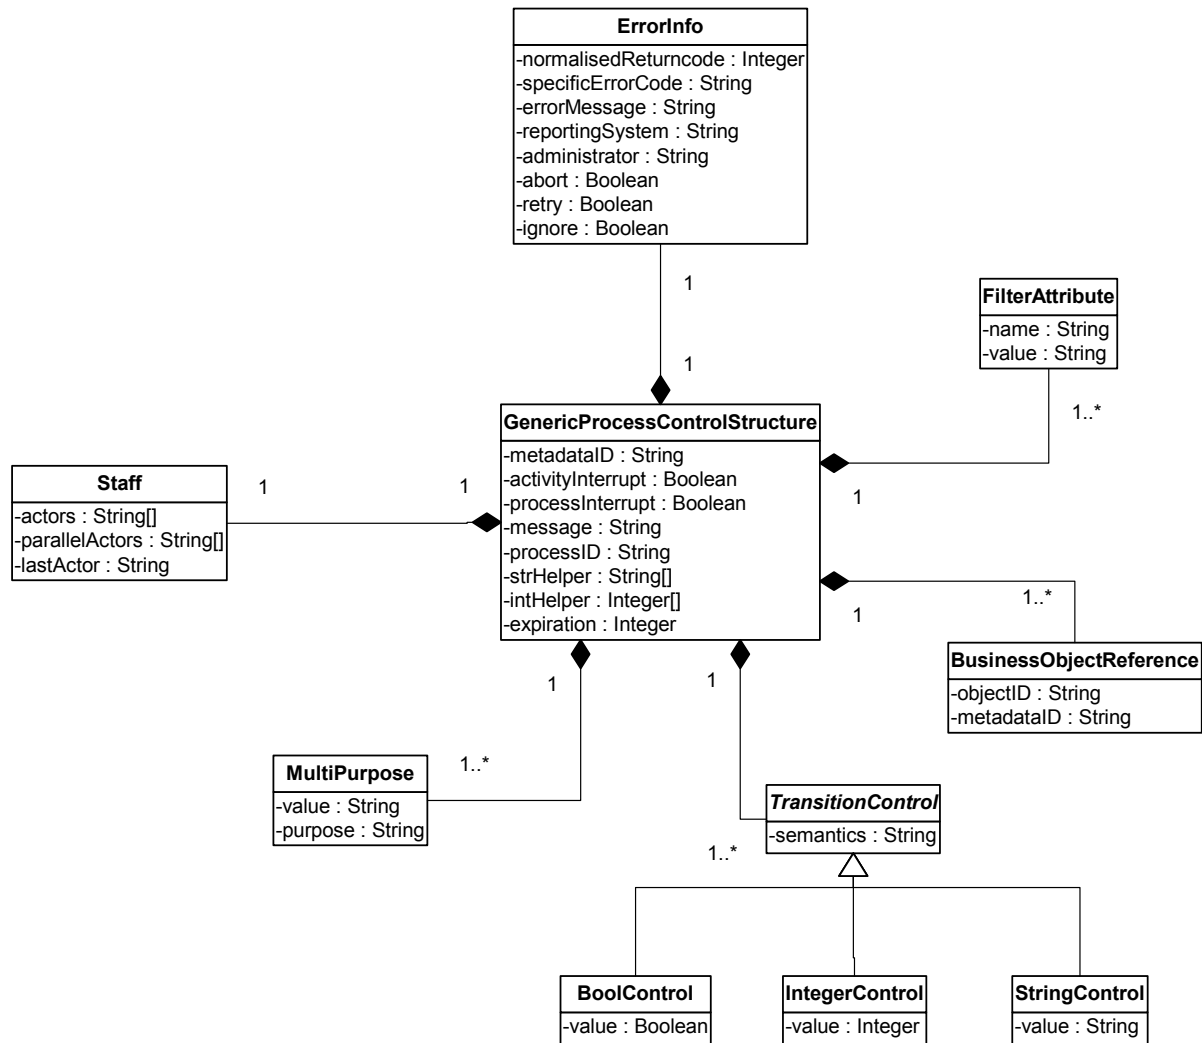 ErrorInfo
-normalisedReturncode : Integer
-specificErrorCode : String
-errorMessage : String
-reportingSystem : String
-administrator : String
-abort : Boolean
-retry : Boolean
-ignore : Boolean
1
1
FilterAttribute
-name : String
-value : String
1..*
1
GenericProcessControlStructure
-metadataID : String
-activityInterrupt : Boolean
-processInterrupt : Boolean
-message : String
-processID : String
-strHelper : String[]
-intHelper : Integer[]
-expiration : Integer
Staff
-actors : String[]
-parallelActors : String[]
-lastActor : String
1
1
1..*
1
BusinessObjectReference
-objectID : String
-metadataID : String
1
1..*
MultiPurpose
-value : String
-purpose : String
1
1..*
TransitionControl
-semantics : String
BoolControl
-value : Boolean
IntegerControl
-value : Integer
StringControl
-value : String